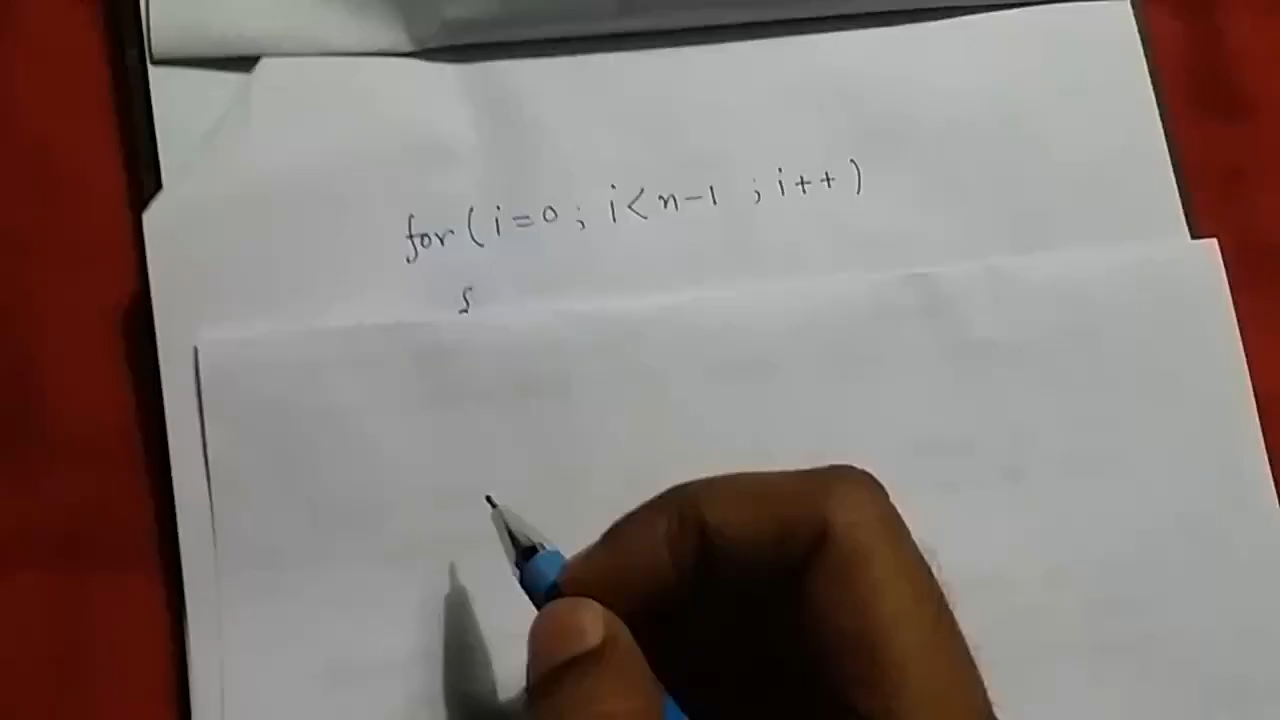 for(i=0; i<n-1 ; i++)
{